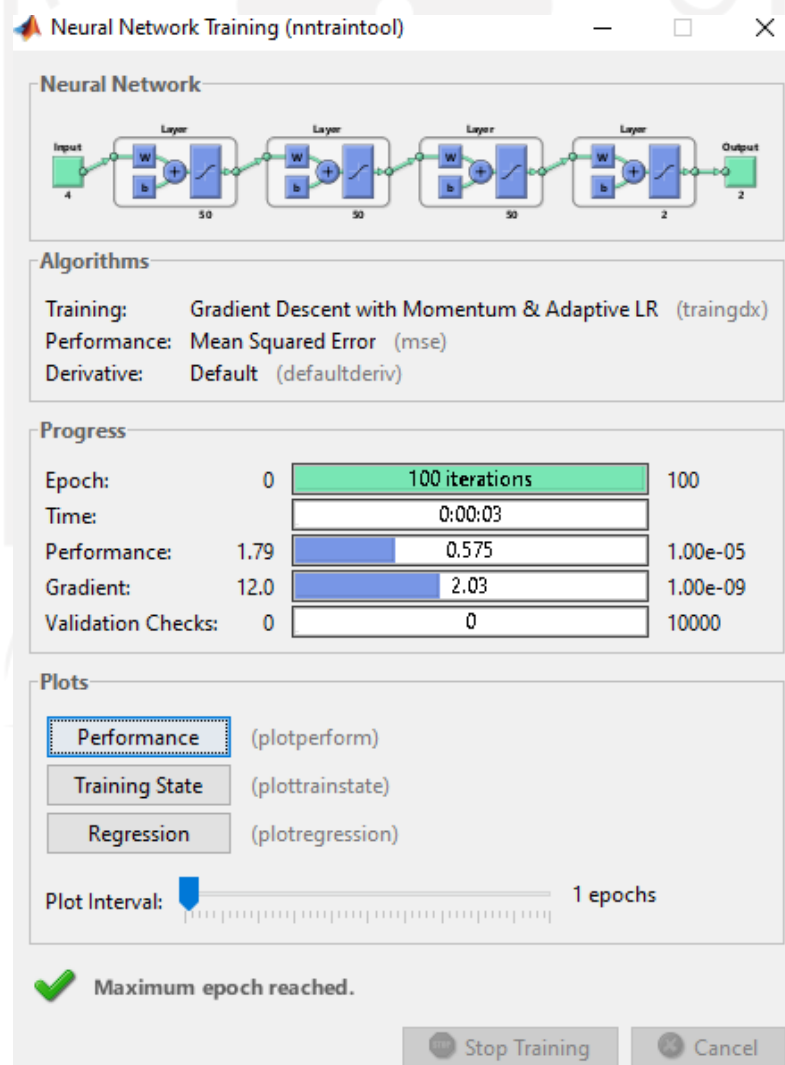 Neural Network Training (nntraintool)
Neural Network
Layer Layer Layer Layer
Input Output
W W W W
b b b b
4 50 50 50 2 2
Algorithms
Training: Gradient Descent with Momentum & Adaptive LR (traingdx)
Performance: Mean Squared Error (mse)
Derivative: Default (defaultderiv)
Progress
Epoch: 0 100 iterations 100
Time: 0:00:03
Performance: 1.79 0.575 1.00e-05
Gradient: 12.0 2.03 1.00e-09
Validation Checks: 0 0 10000
Plots
Performance (plotperform)
Training State (plottrainstate)
Regression (plotregression)
Plot Interval: 1 epochs
Maximum epoch reached.
STOP Stop Training Cancel